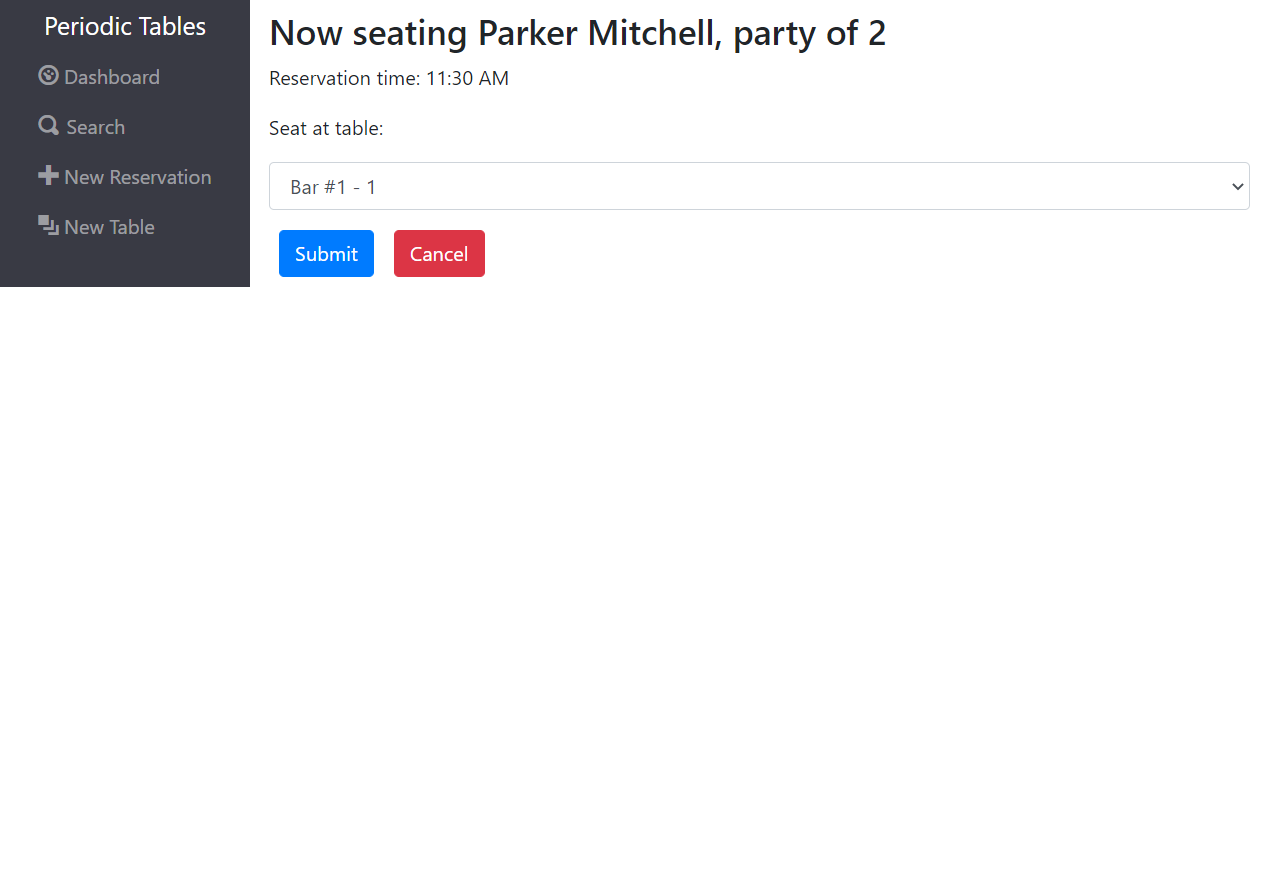 Periodic Tables
Dashboard
Search
New Reservation
New Table
Now seating Parker Mitchell, party of 2
Reservation time: 11:30 AM
Seat at table:
Bar #1 - 1
Submit
Cancel